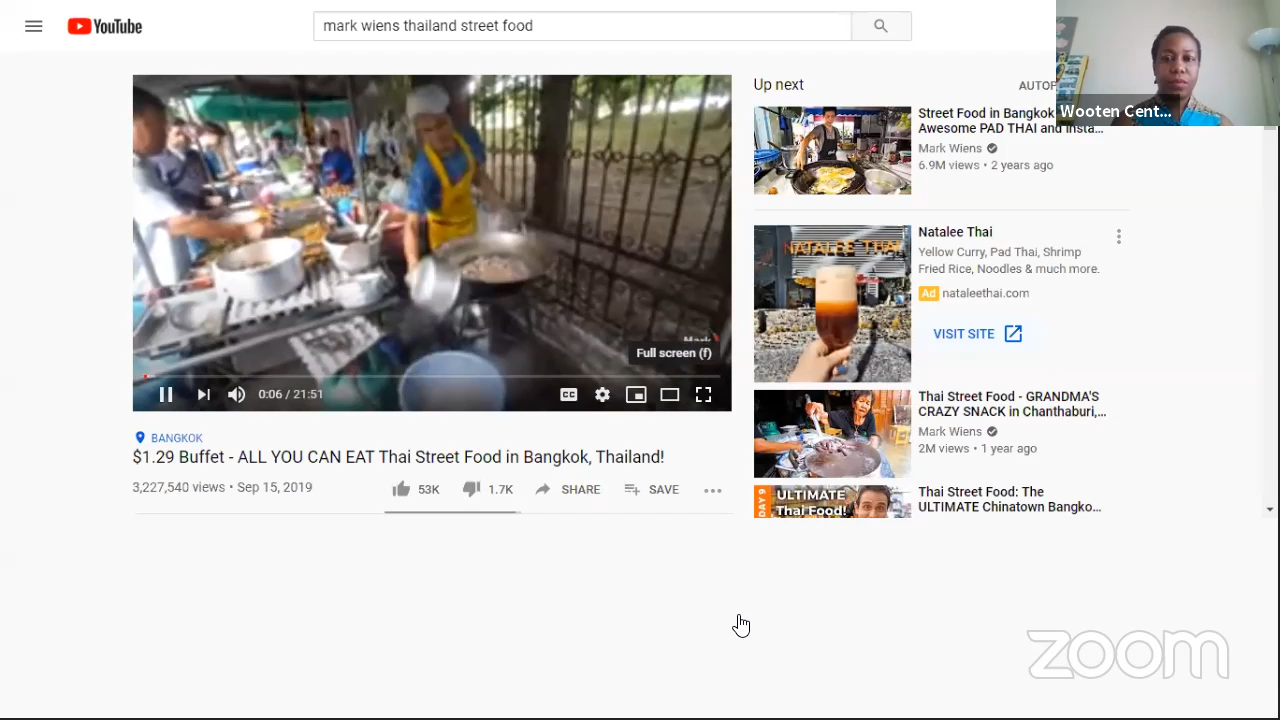 YouTube
mark wiens thailand street food
Wooten Cent...
Up next
AUTOP
Street Food in Bangkok
Awesome PAD THAI and Insta...
Mark Wiens
6.9M views • 2 years ago
NATALEE THAI
Natalee Thai
Yellow Curry, Pad Thai, Shrimp
Fried Rice, Noodles & much more.
Ad nataleethai.com
VISIT SITE
Mark
Full screen (f)
0:06 / 21:51
CC
BANGKOK
$1.29 Buffet - ALL YOU CAN EAT Thai Street Food in Bangkok, Thailand!
3,227,540 views • Sep 15, 2019
53K
1.7K
SHARE
SAVE
Thai Street Food - GRANDMA'S
CRAZY SNACK in Chanthaburi,...
Mark Wiens
2M views • 1 year ago
DAY 9
ULTIMATE
Thai Food!
Thai Street Food: The
ULTIMATE Chinatown Bangko...
zoom